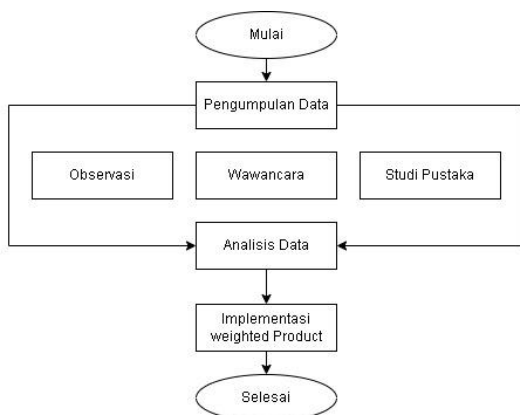 Mulai
Pengumpulan Data
Observasi
Wawancara
Studi Pustaka
Analisis Data
Implementasi
weighted Product
Selesai